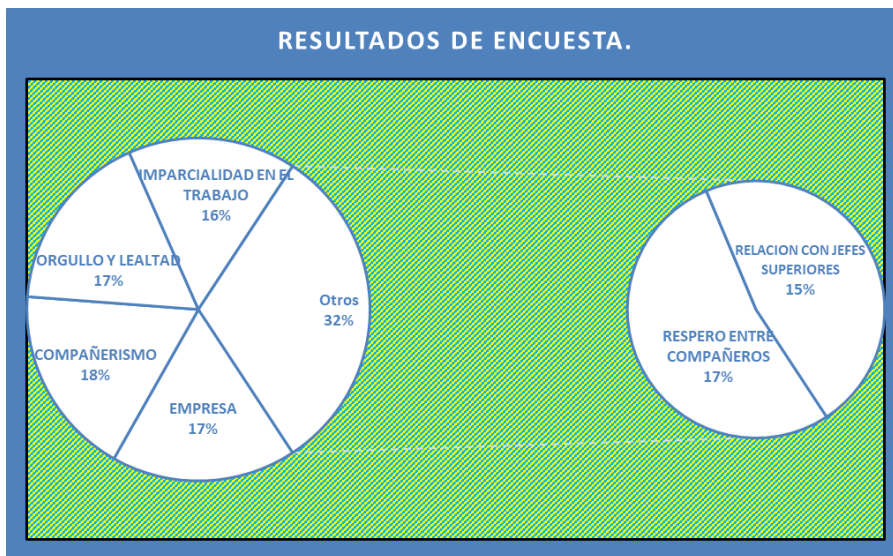 RESULTADOS DE ENCUESTA.
IMPARCIALIDAD EN EL
TRABAJO
16%
ORGULLO Y LEALTAD
17%
COMPAÑERISMO
18%
EMPRESA
17%
Otros
32%
RELACION CON JEFES
SUPERIORES
15%
RESPERO ENTRE
COMPAÑEROS
17%